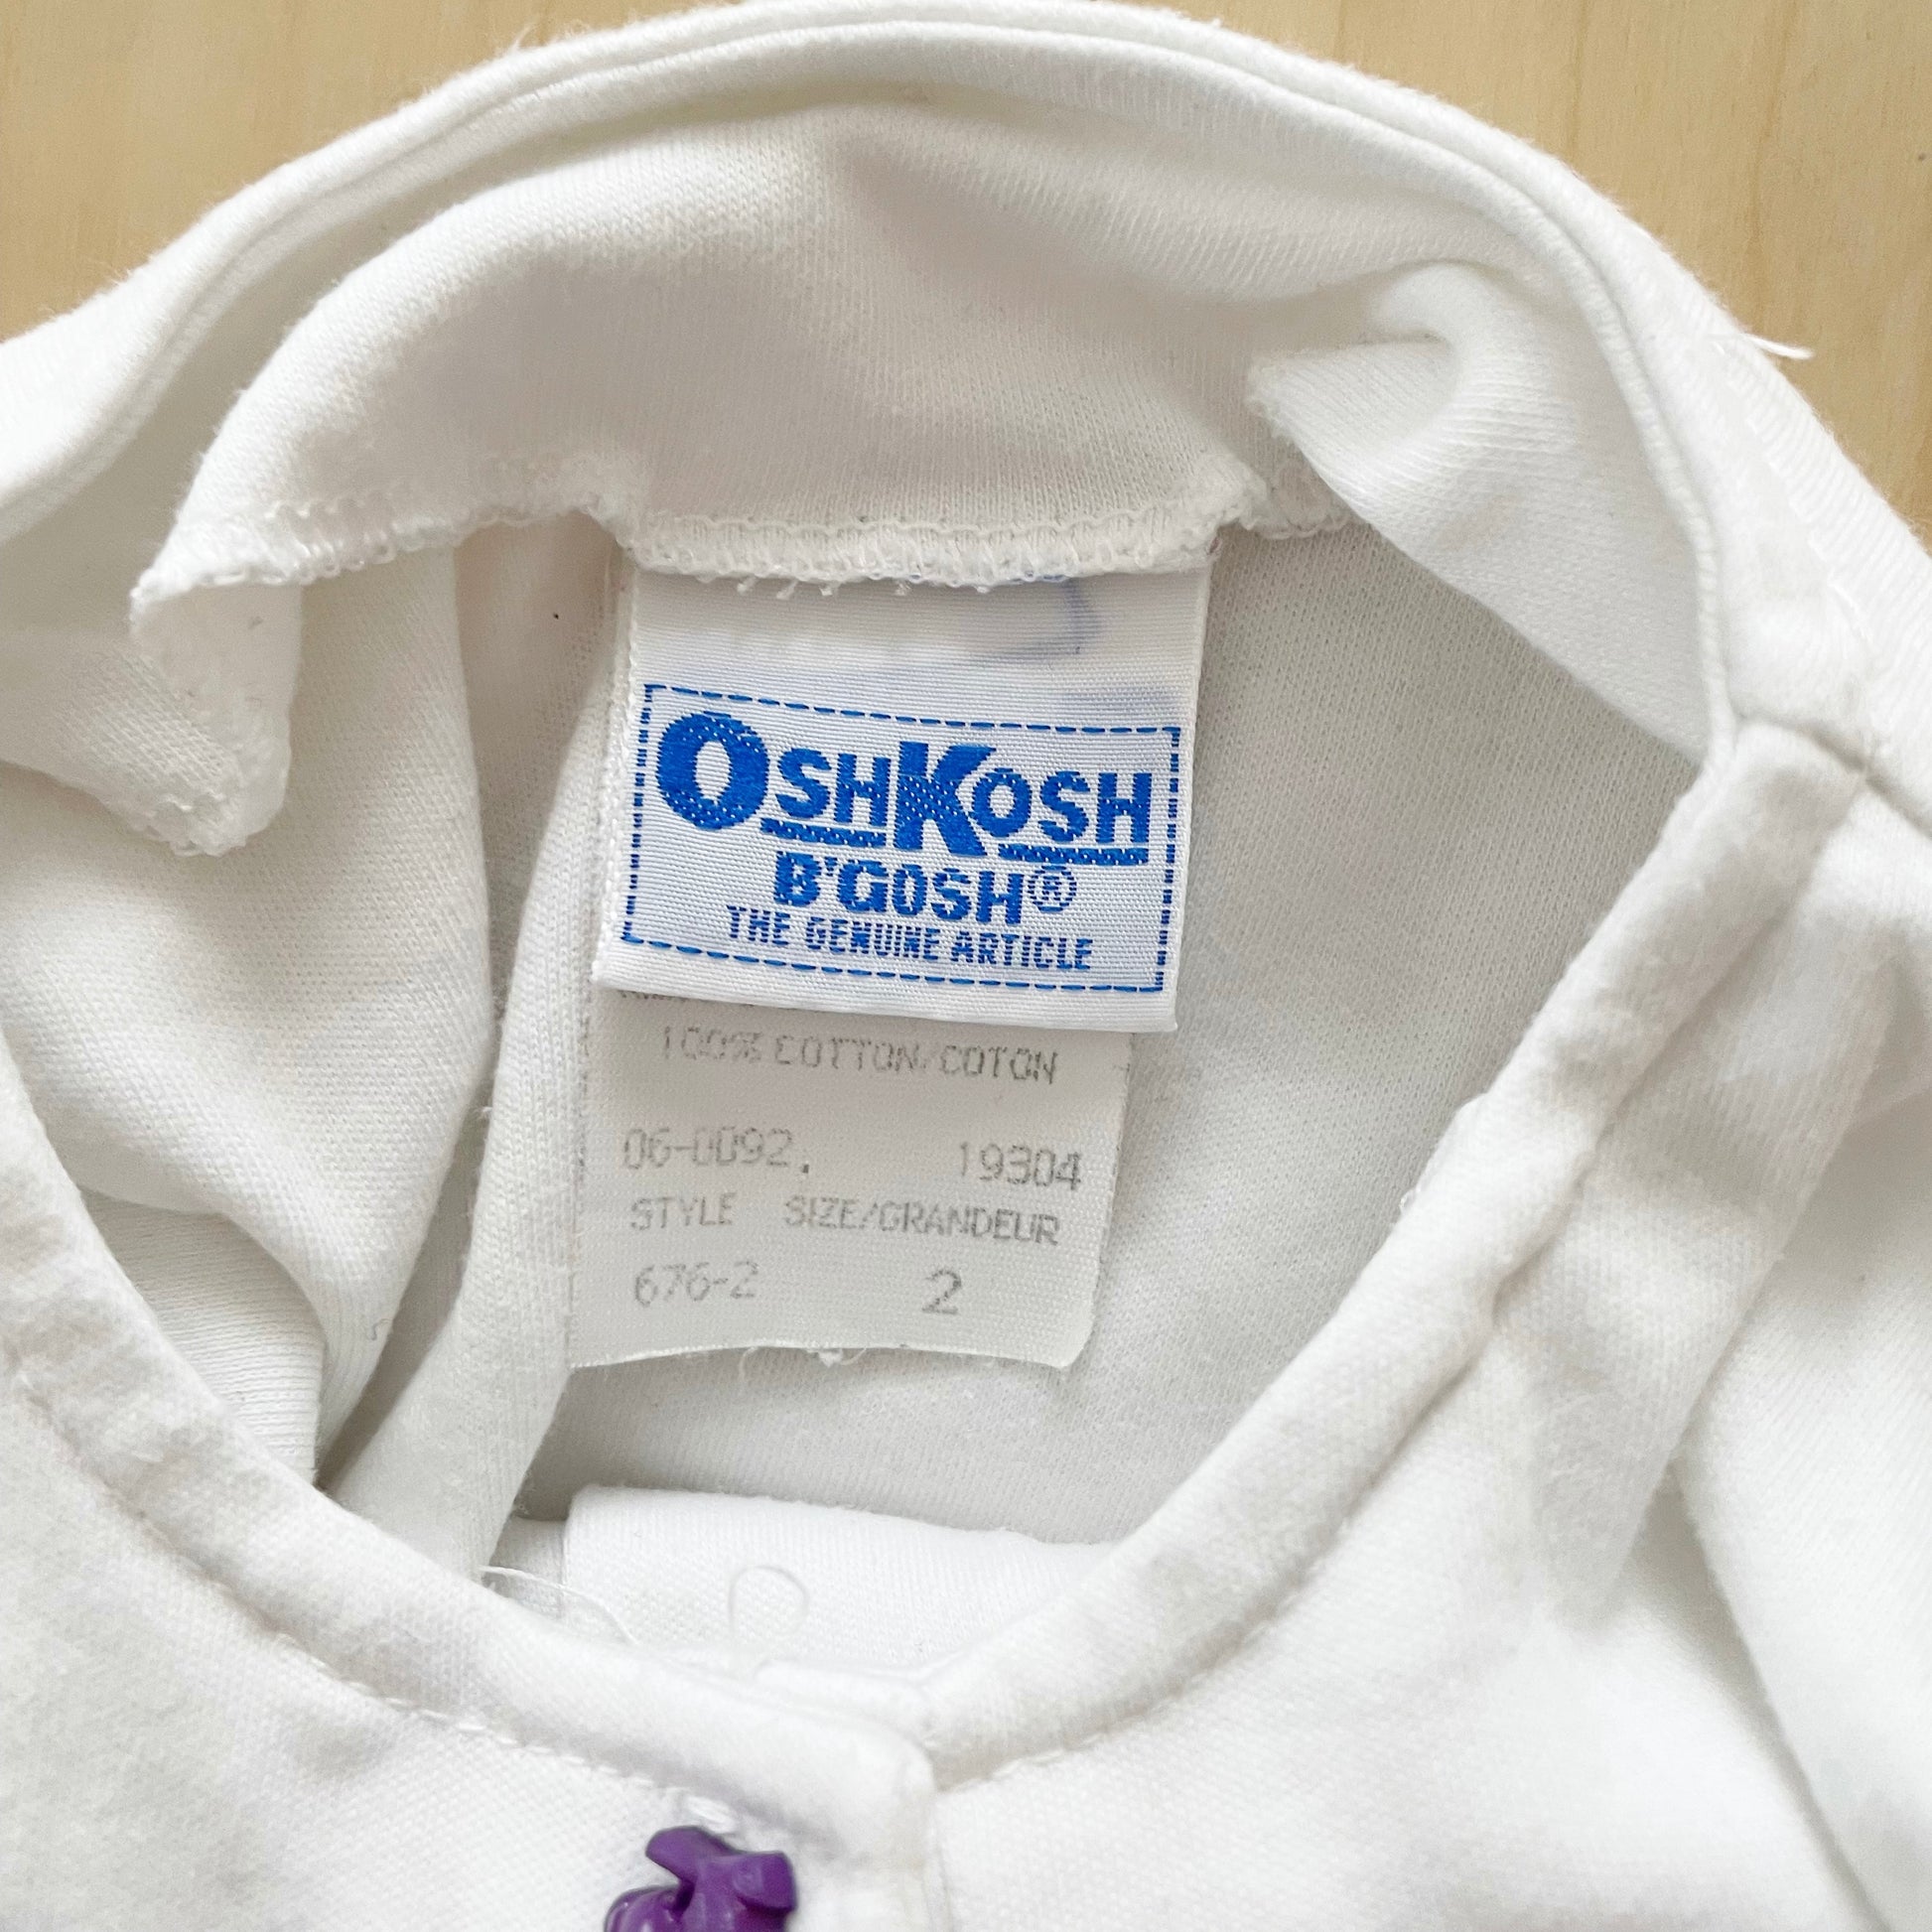 OSHKOSH
B'GOSH®
THE GENUINE ARTICLE
100% COTTON/COTON
06-0092. 19304
STYLE SIZE/GRANDEUR
676-2 2